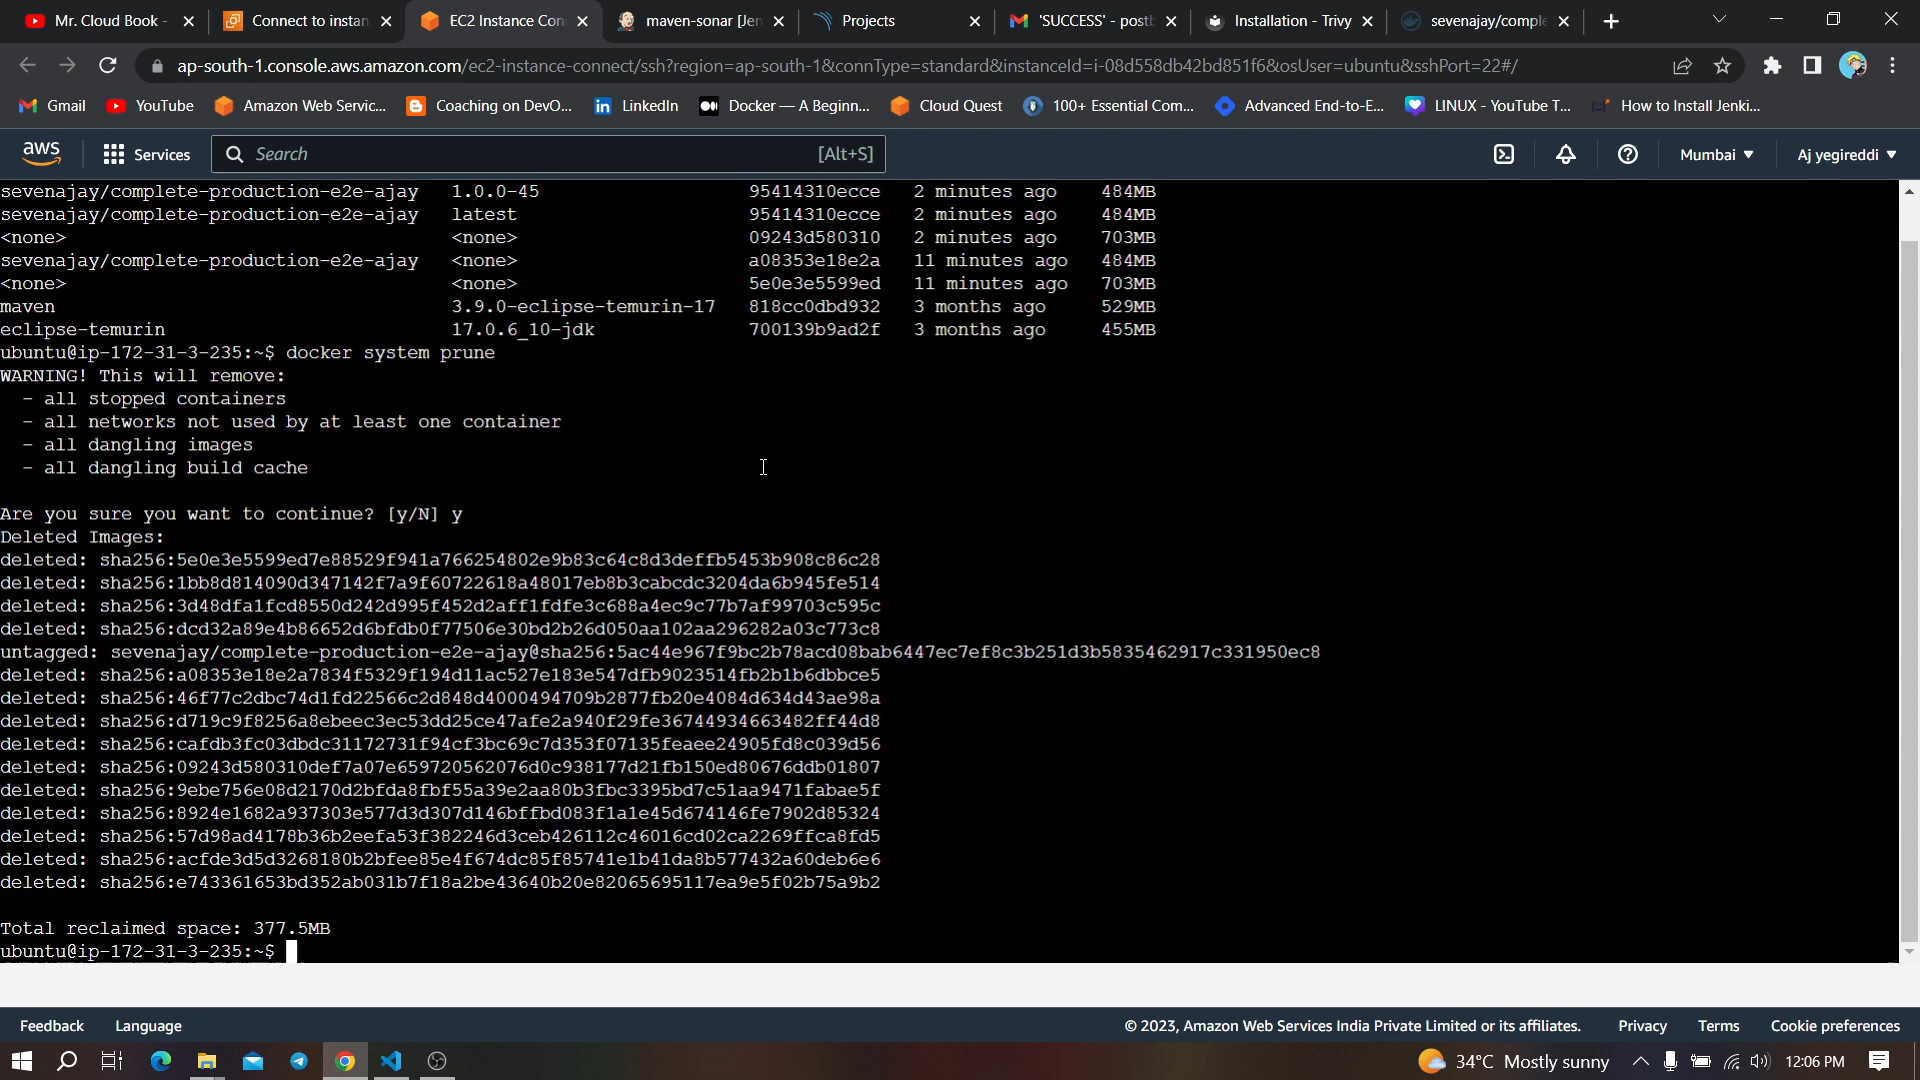 Mr. Cloud Book -
Connect to instan
EC2 Instance Con
maven-sonar [Jen
Projects
'SUCCESS' - postb
Installation - Trivy
sevenajay/comple
ap-south-1.console.aws.amazon.com/ec2-instance-connect/ssh?region=ap-south-1&connType=standard&instanceId=i-08d558db42bd851f6&osUser=ubuntu&sshPort=22#/
Gmail YouTube Amazon Web Servic... Coaching on DevO... LinkedIn Docker — A Beginn... Cloud Quest 100+ Essential Com... Advanced End-to-E... LINUX - YouTube T... How to Install Jenki...
aws Services Search [Alt+S] Mumbai Aj yegireddi
sevenajay/complete-production-e2e-ajay 1.0.0-45 95414310ecce 2 minutes ago 484MB
sevenajay/complete-production-e2e-ajay latest 95414310ecce 2 minutes ago 484MB
<none> <none> 09243d580310 2 minutes ago 703MB
sevenajay/complete-production-e2e-ajay <none> a08353e18e2a 11 minutes ago 484MB
<none> <none> 5e0e3e5599ed 11 minutes ago 703MB
maven 3.9.0-eclipse-temurin-17 818cc0dbd932 3 months ago 529MB
eclipse-temurin 17.0.6_10-jdk 700139b9ad2f 3 months ago 455MB
ubuntu@ip-172-31-3-235:~$ docker system prune
WARNING! This will remove:
- all stopped containers
- all networks not used by at least one container
- all dangling images
- all dangling build cache
Are you sure you want to continue? [y/N] y
Deleted Images:
deleted: sha256:5e0e3e5599ed7e88529f941a766254802e9b83c64c8d3deffb5453b908c86c28
deleted: sha256:1bb8d814090d347142f7a9f60722618a48017eb8b3cabcdc3204da6b945fe514
deleted: sha256:3d48dfa1fcd8550d242d995f452d2aff1fdfe3c688a4ec9c77b7af99703c595c
deleted: sha256:dcd32a89e4b86652d6bfdb0f77506e30bd2b26d050aa102aa296282a03c773c8
untagged: sevenajay/complete-production-e2e-ajay@sha256:5ac44e967f9bc2b78acd08bab6447ec7ef8c3b251d3b5835462917c331950ec8
deleted: sha256:a08353e18e2a7834f5329f194d11ac527e183e547dfb9023514fb2b1b6dbbce5
deleted: sha256:46f77c2dbc74d1fd22566c2d848d4000494709b2877fb20e4084d634d43ae98a
deleted: sha256:d719c9f8256a8ebeec3ec53dd25ce47afe2a940f29fe36744934663482ff44d8
deleted: sha256:cafdb3fc03dbdc31172731f94cf3bc69c7d353f07135feaee24905fd8c039d56
deleted: sha256:09243d580310def7a07e659720562076d0c938177d21fb150ed80676ddb01807
deleted: sha256:9ebe756e08d2170d2bfda8fbf55a39e2aa80b3fbc3395bd7c51aa9471fabae5f
deleted: sha256:8924e1682a937303e577d3d307d146bffbd083f1a1e45d674146fe7902d85324
deleted: sha256:57d98ad4178b36b2eefa53f382246d3ceb426112c46016cd02ca2269ffca8fd5
deleted: sha256:acfde3d5d3268180b2bfee85e4f674dc85f85741e1b41da8b577432a60deb6e6
deleted: sha256:e743361653bd352ab031b7f18a2be43640b20e82065695117ea9e5f02b75a9b2
Total reclaimed space: 377.5MB
ubuntu@ip-172-31-3-235:~$
Feedback Language © 2023, Amazon Web Services India Private Limited or its affiliates. Privacy Terms Cookie preferences
34°C Mostly sunny 12:06 PM